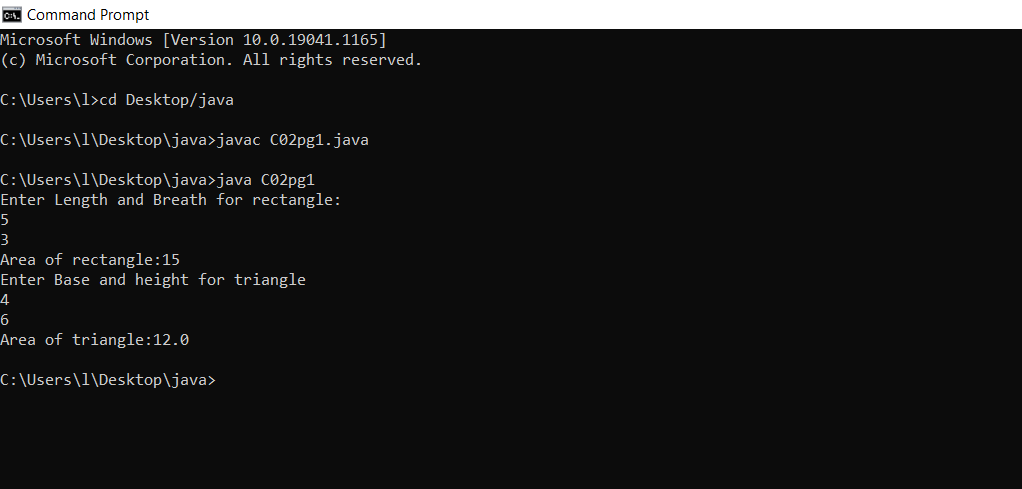 Command Prompt
Microsoft Windows [Version 10.0.19041.1165]
(c) Microsoft Corporation. All rights reserved.
C:\Users\l>cd Desktop/java
C:\Users\l\Desktop\java>javac C02pg1.java
C:\Users\l\Desktop\java>java C02pg1
Enter Length and Breath for rectangle:
5
3
Area of rectangle:15
Enter Base and height for triangle
4
6
Area of triangle:12.0
C:\Users\l\Desktop\java>